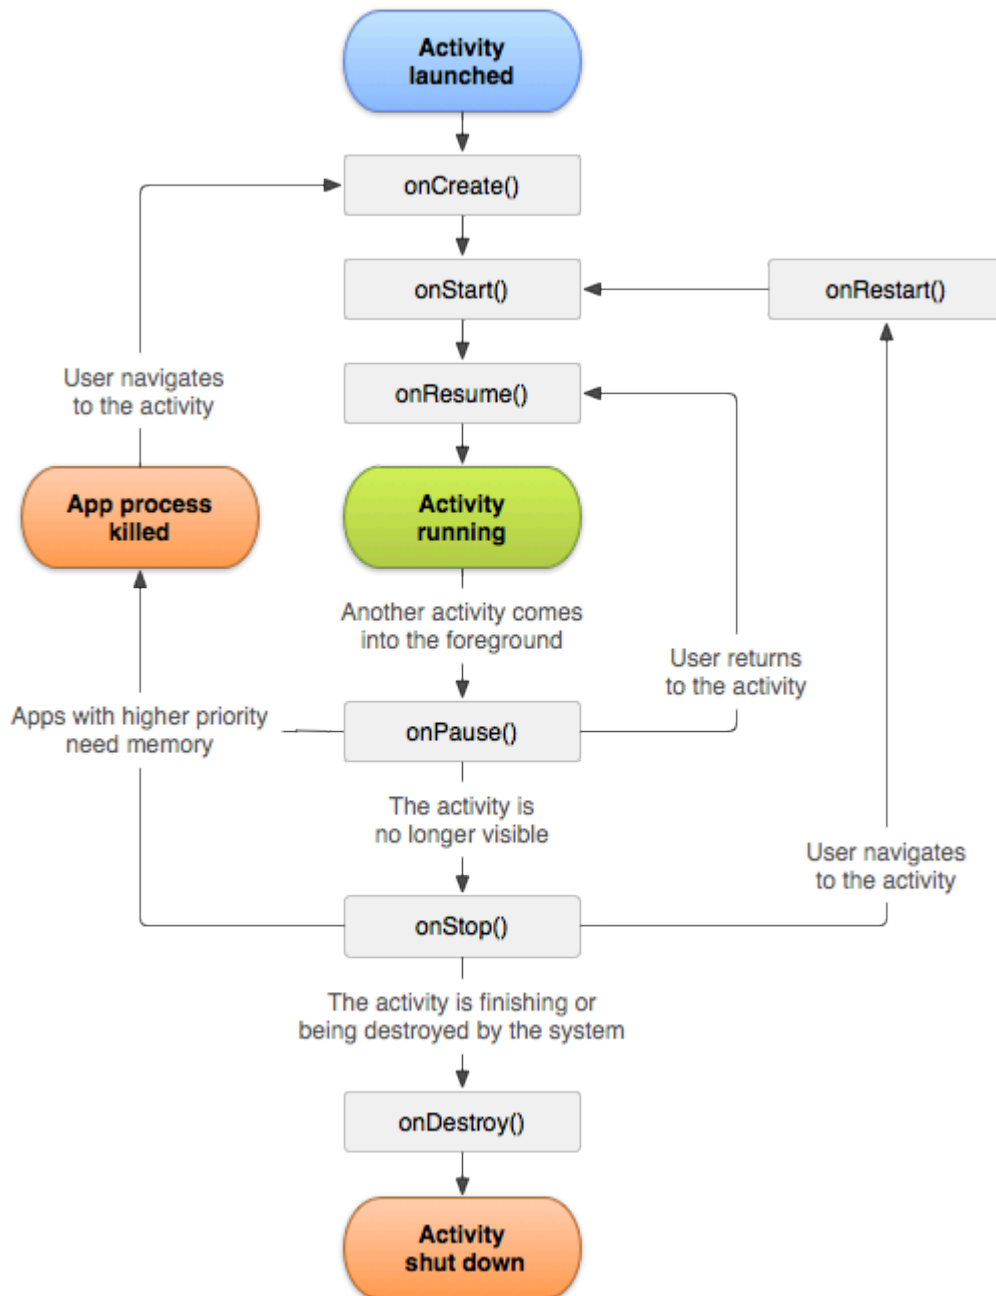 Activity
launched
onCreate()
onStart()
onRestart()
User navigates
to the activity
onResume()
App process
killed
Activity
running
Another activity comes
into the foreground
User returns
to the activity
Apps with higher priority
need memory
onPause()
The activity is
no longer visible
User navigates
to the activity
onStop()
The activity is finishing or
being destroyed by the system
onDestroy()
Activity
shut down